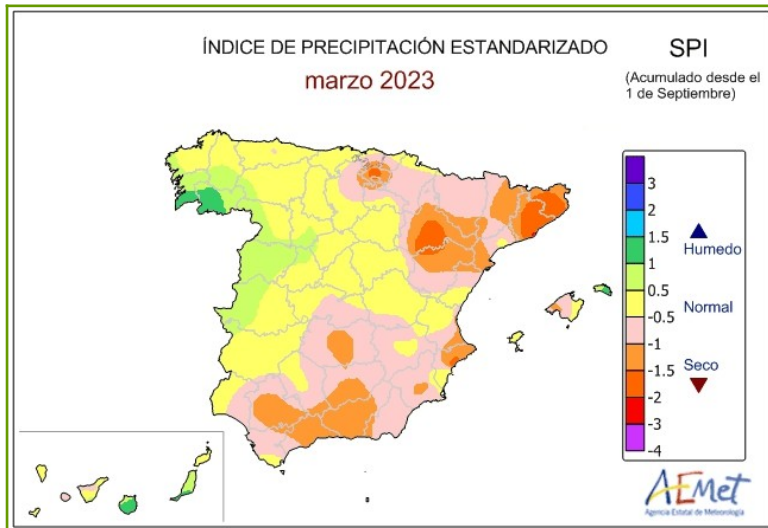 ÍNDICE DE PRECIPITACIÓN ESTANDARIZADO
marzo 2023
SPI
(Acumulado desde el
1 de Septiembre)
3
2
1.5
1
0.5
-0.5
-1
-1.5
-2
-3
-4
Humedo
Normal
Seco
AEMet
Agencia Estatal de Meteorología